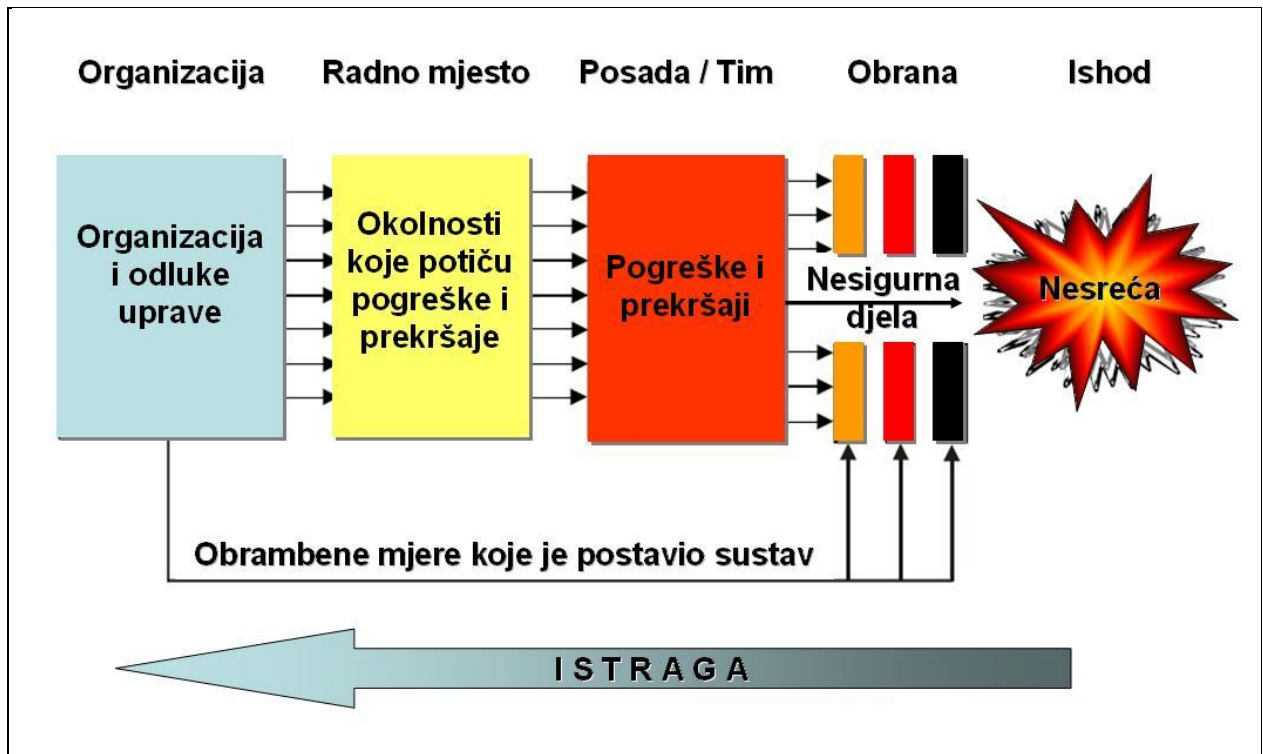 Organizacija Radno mjesto Posada / Tim Obrana Ishod
Organizacija
i odluke
uprave
Okolnosti
koje potiču
pogreške i
prekršaje
Pogreške i
prekršaji
Nesigurna
djela
Nesreća
Obrambene mjere koje je postavio sustav
I S T R A G A